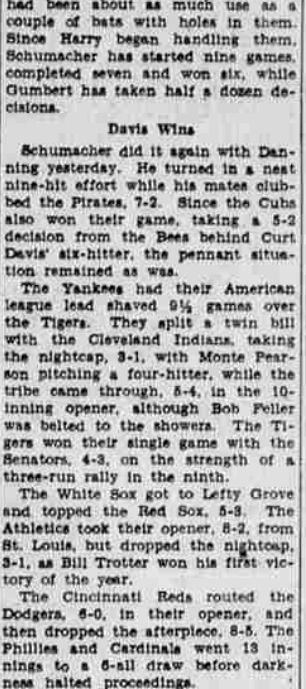 had been about as much use as a
couple of bats with holes in them.
Since Harry began handling them,
Schumacher has started nine games,
completed seven and won six, while
Gumbert has taken half a dozen de-
cisions.
Davis Wins
Schumacher did it again with Dan-
ning yesterday. He turned in a neat
nine-hit effort while his mates club-
bed the Pirates, 7-2. Since the Cubs
also won their game, taking a 5-2
decision from the Bees behind Curt
Davis' six-hitter, the pennant situa-
tion remained as was.
The Yankees had their American
league lead shaved 9½ games over
the Tigers. They split a twin bill
with the Cleveland Indians, taking
the nightcap, 3-1, with Monte Pear-
son pitching a four-hitter, while the
tribe came through, 5-4, in the 10-
inning opener, although Bob Feller
was belted to the showers. The Ti-
gers won their single game with the
Senators, 4-3, on the strength of a
three-run rally in the ninth.
The White Sox got to Lefty Grove
and topped the Red Sox, 5-3. The
Athletics took their opener, 8-2, from
St. Louis, but dropped the nightcap,
3-1, as Bill Trotter won his first vic-
tory of the year.
The Cincinnati Reds routed the
Dodgers, 6-0, in their opener, and
then dropped the afterpiece, 8-5. The
Phillies and Cardinals went 13 in-
nings to a 6-all draw before dark-
ness halted proceedings.